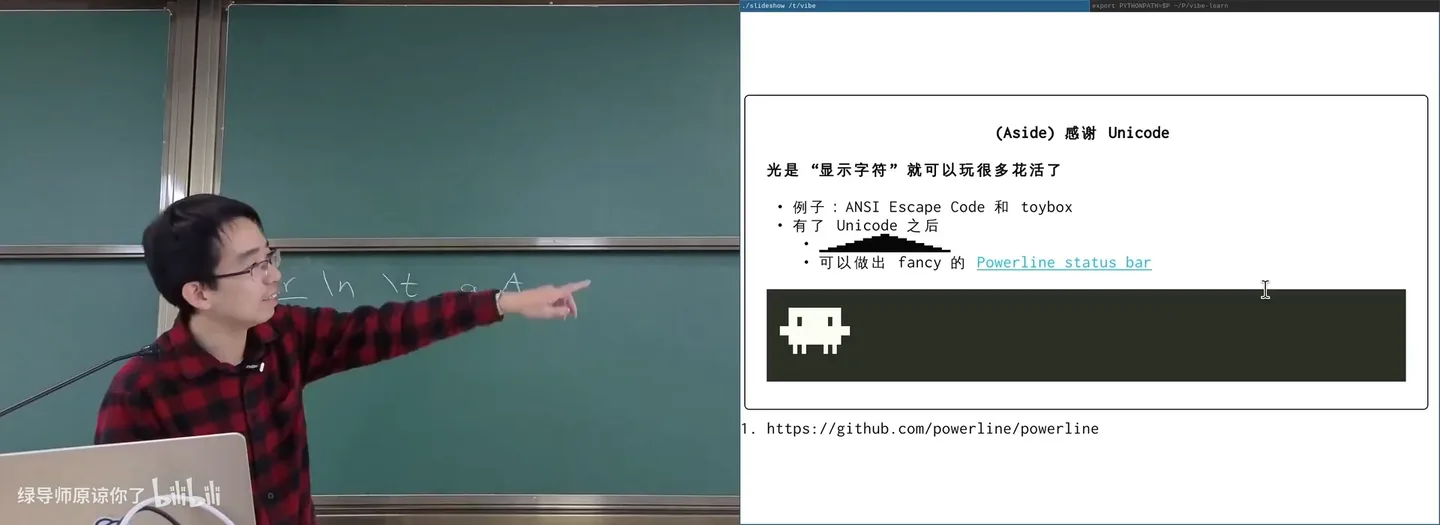 r \n \t a A
绿导师原谅你了 bilibili
./slideshow /t/vibe
export PYTHONPATH=$P ~/P/vibe-learn
(Aside) 感谢 Unicode
光是 “显示字符” 就可以玩很多花活了
• 例子：ANSI Escape Code 和 toybox
• 有了 Unicode 之后
• ▁▂▃▄▅▆▇█▇▆▅▄▃▂▁
• 可以做出 fancy 的 Powerline status bar
1. https://github.com/powerline/powerline